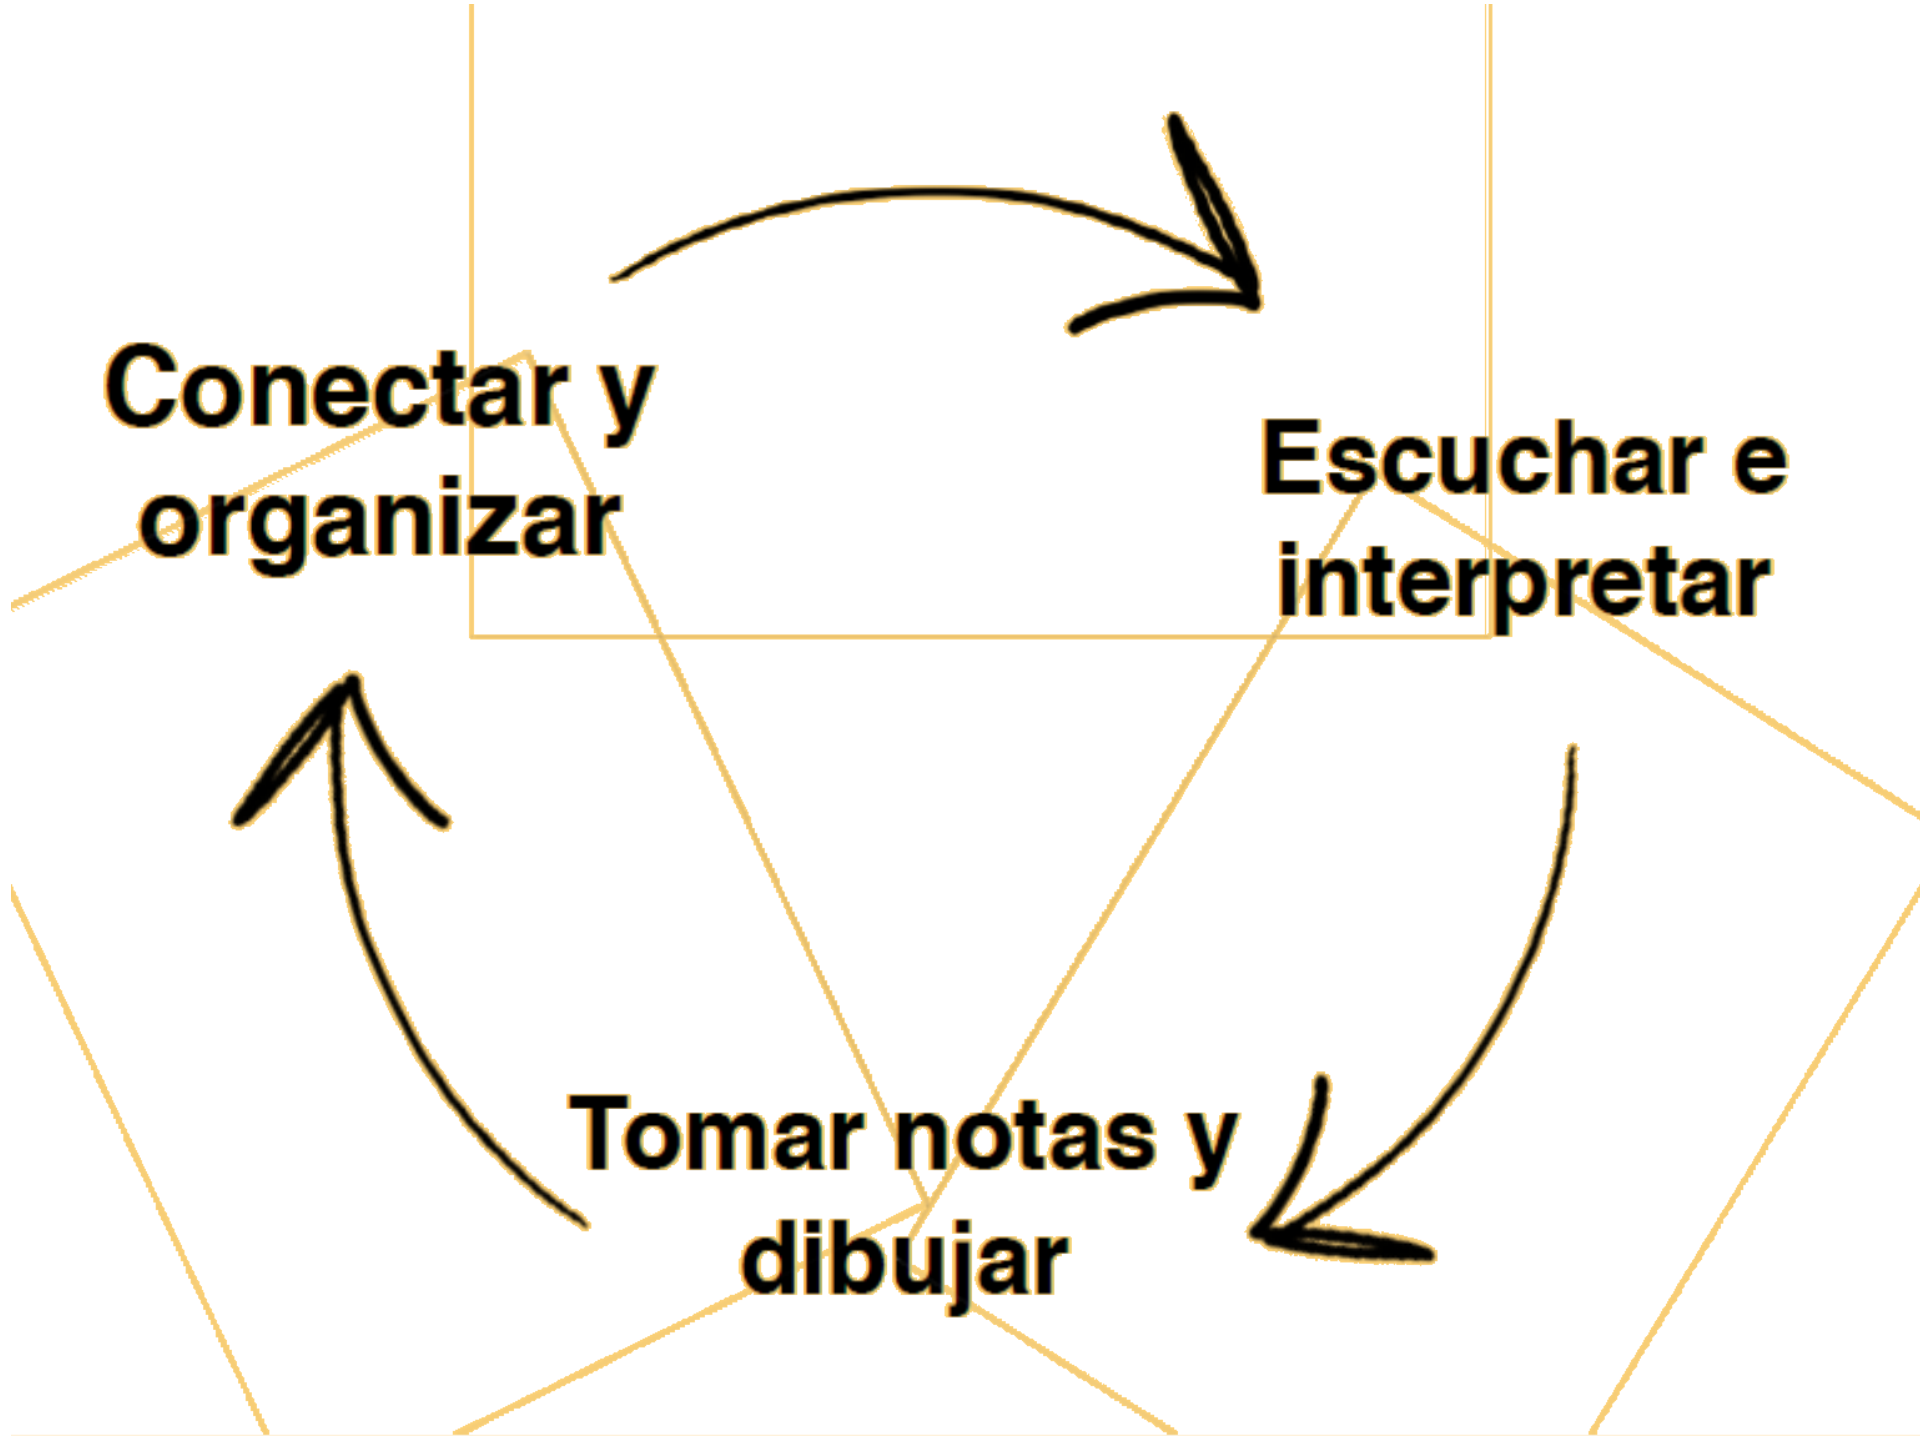 Conectar y
organizar
Escuchar e
interpretar
Tomar notas y
dibujar